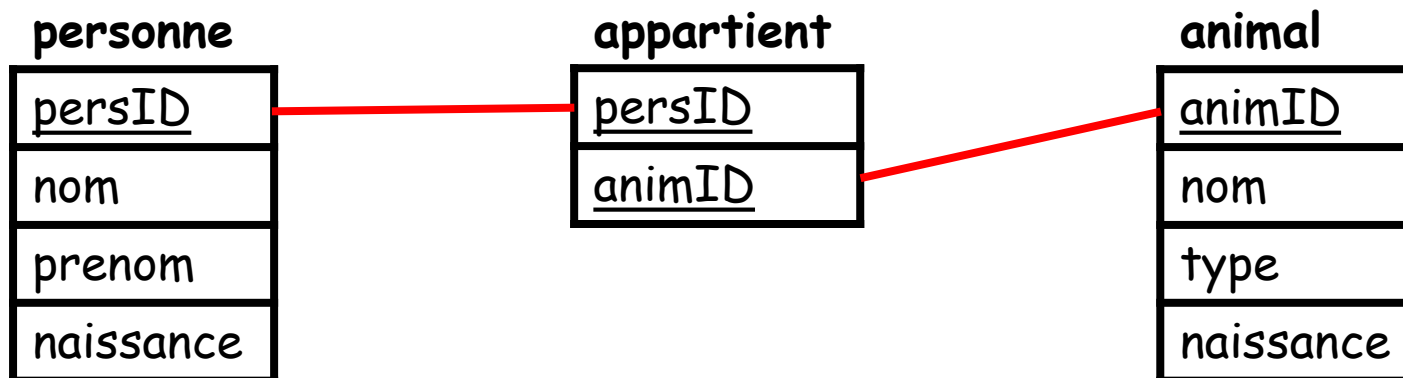 personne
persID
nom
prenom
naissance
appartient
persID
animID
animal
animID
nom
type
naissance